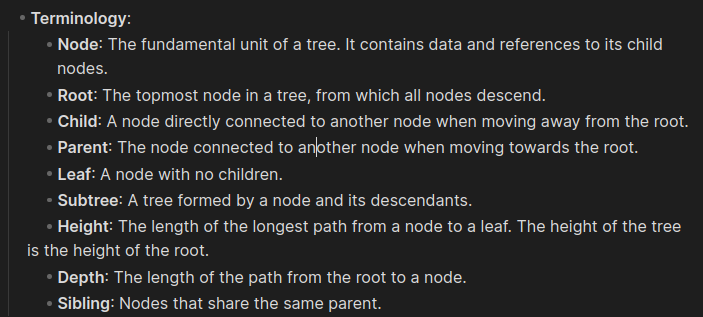 Terminology:
Node: The fundamental unit of a tree. It contains data and references to its child
nodes.
Root: The topmost node in a tree, from which all nodes descend.
Child: A node directly connected to another node when moving away from the root.
Parent: The node connected to another node when moving towards the root.
Leaf: A node with no children.
Subtree: A tree formed by a node and its descendants.
Height: The length of the longest path from a node to a leaf. The height of the tree
is the height of the root.
Depth: The length of the path from the root to a node.
Sibling: Nodes that share the same parent.